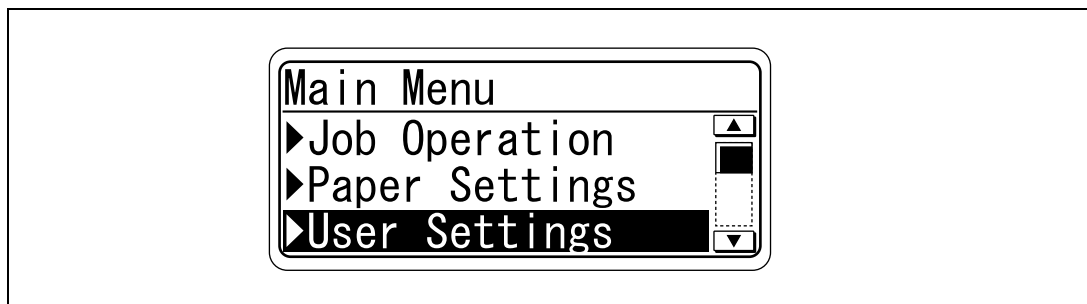 Main Menu
▶Job Operation
▶Paper Settings
▶User Settings